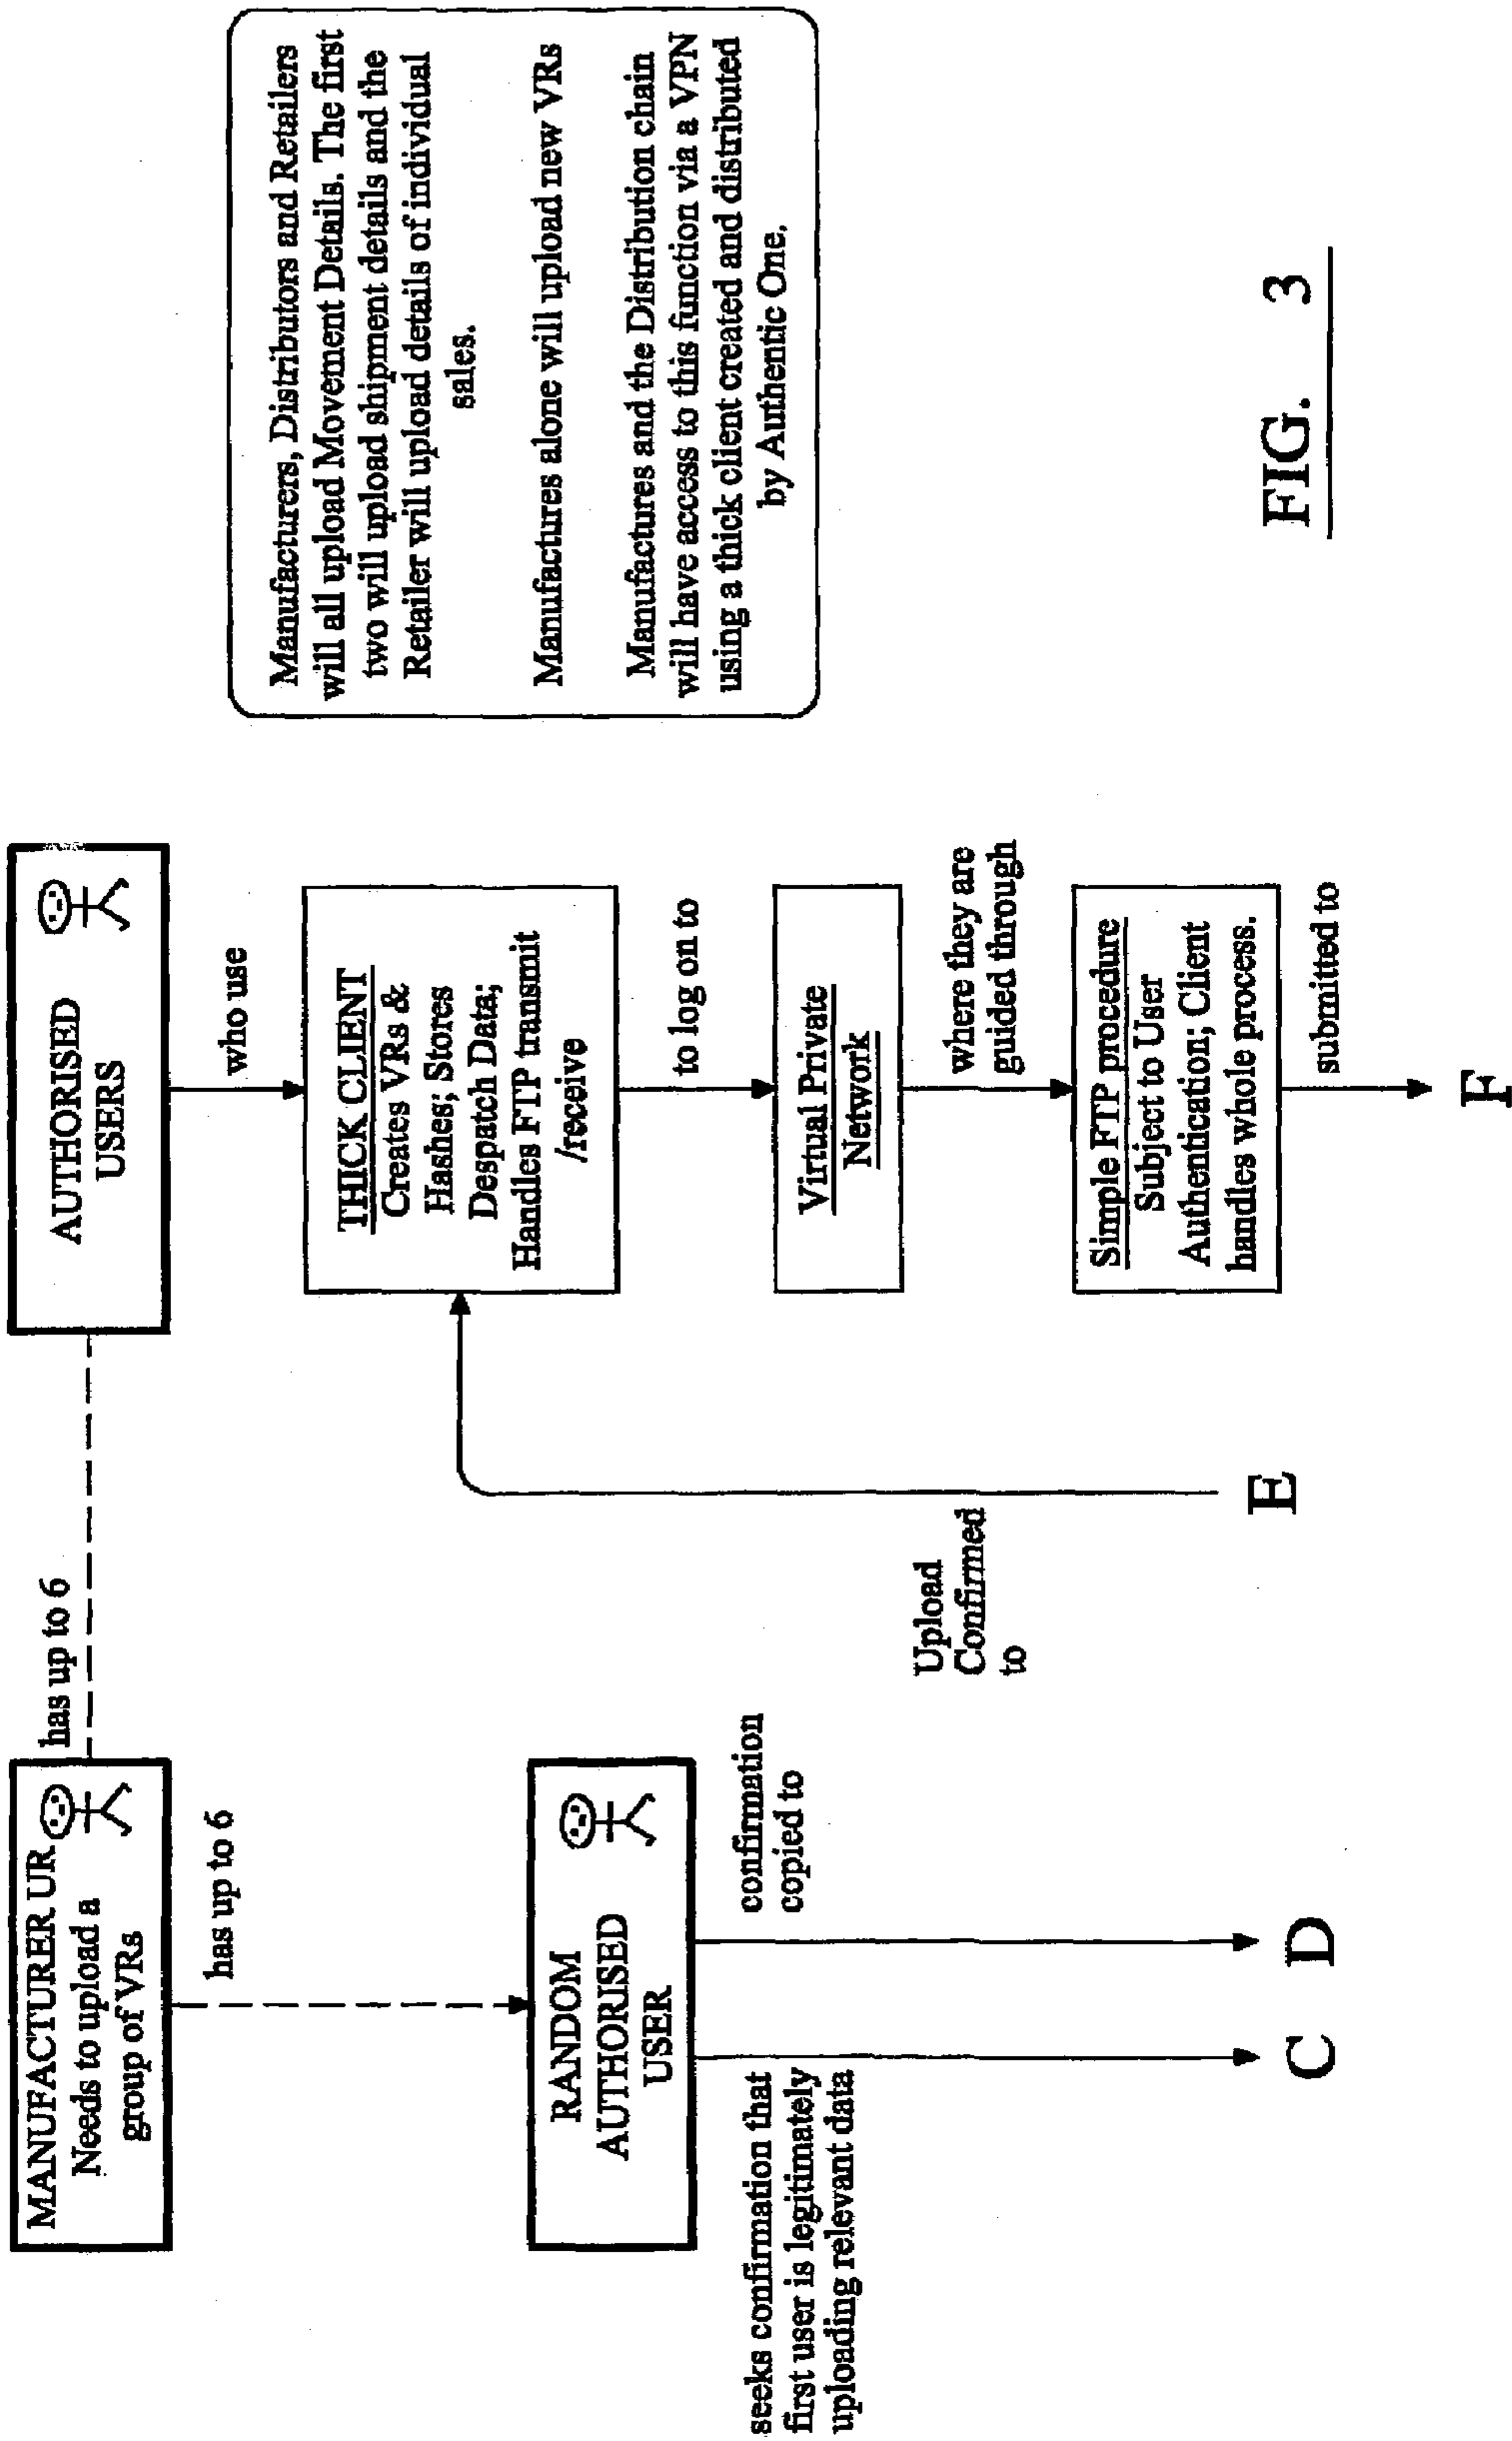 MANUFACTURER UR
Needs to upload a
group of VRs
has up to 6
AUTHORISED
USERS
has up to 6
who use
RANDOM
AUTHORISED
USER
THICK CLIENT
Creates VRs &
Hashes; Stores
Despatch Data;
Handles FTP transmit
/receive
to log on to
Virtual Private
Network
where they are
guided through
Simple FTP procedure
Subject to User
Authentication; Client
handles whole process.
submitted to
F
seeks confirmation that
first user is legitimately
uploading relevant data
C
confirmation
copied to
D
Upload
Confirmed
to
E
Manufacturers, Distributors and Retailers
will all upload Movement Details. The first
two will upload shipment details and the
Retailer will upload details of individual
sales.
Manufactures alone will upload new VRs
Manufactures and the Distribution chain
will have access to this function via a VPN
using a thick client created and distributed
by Authentic One.
FIG. 3